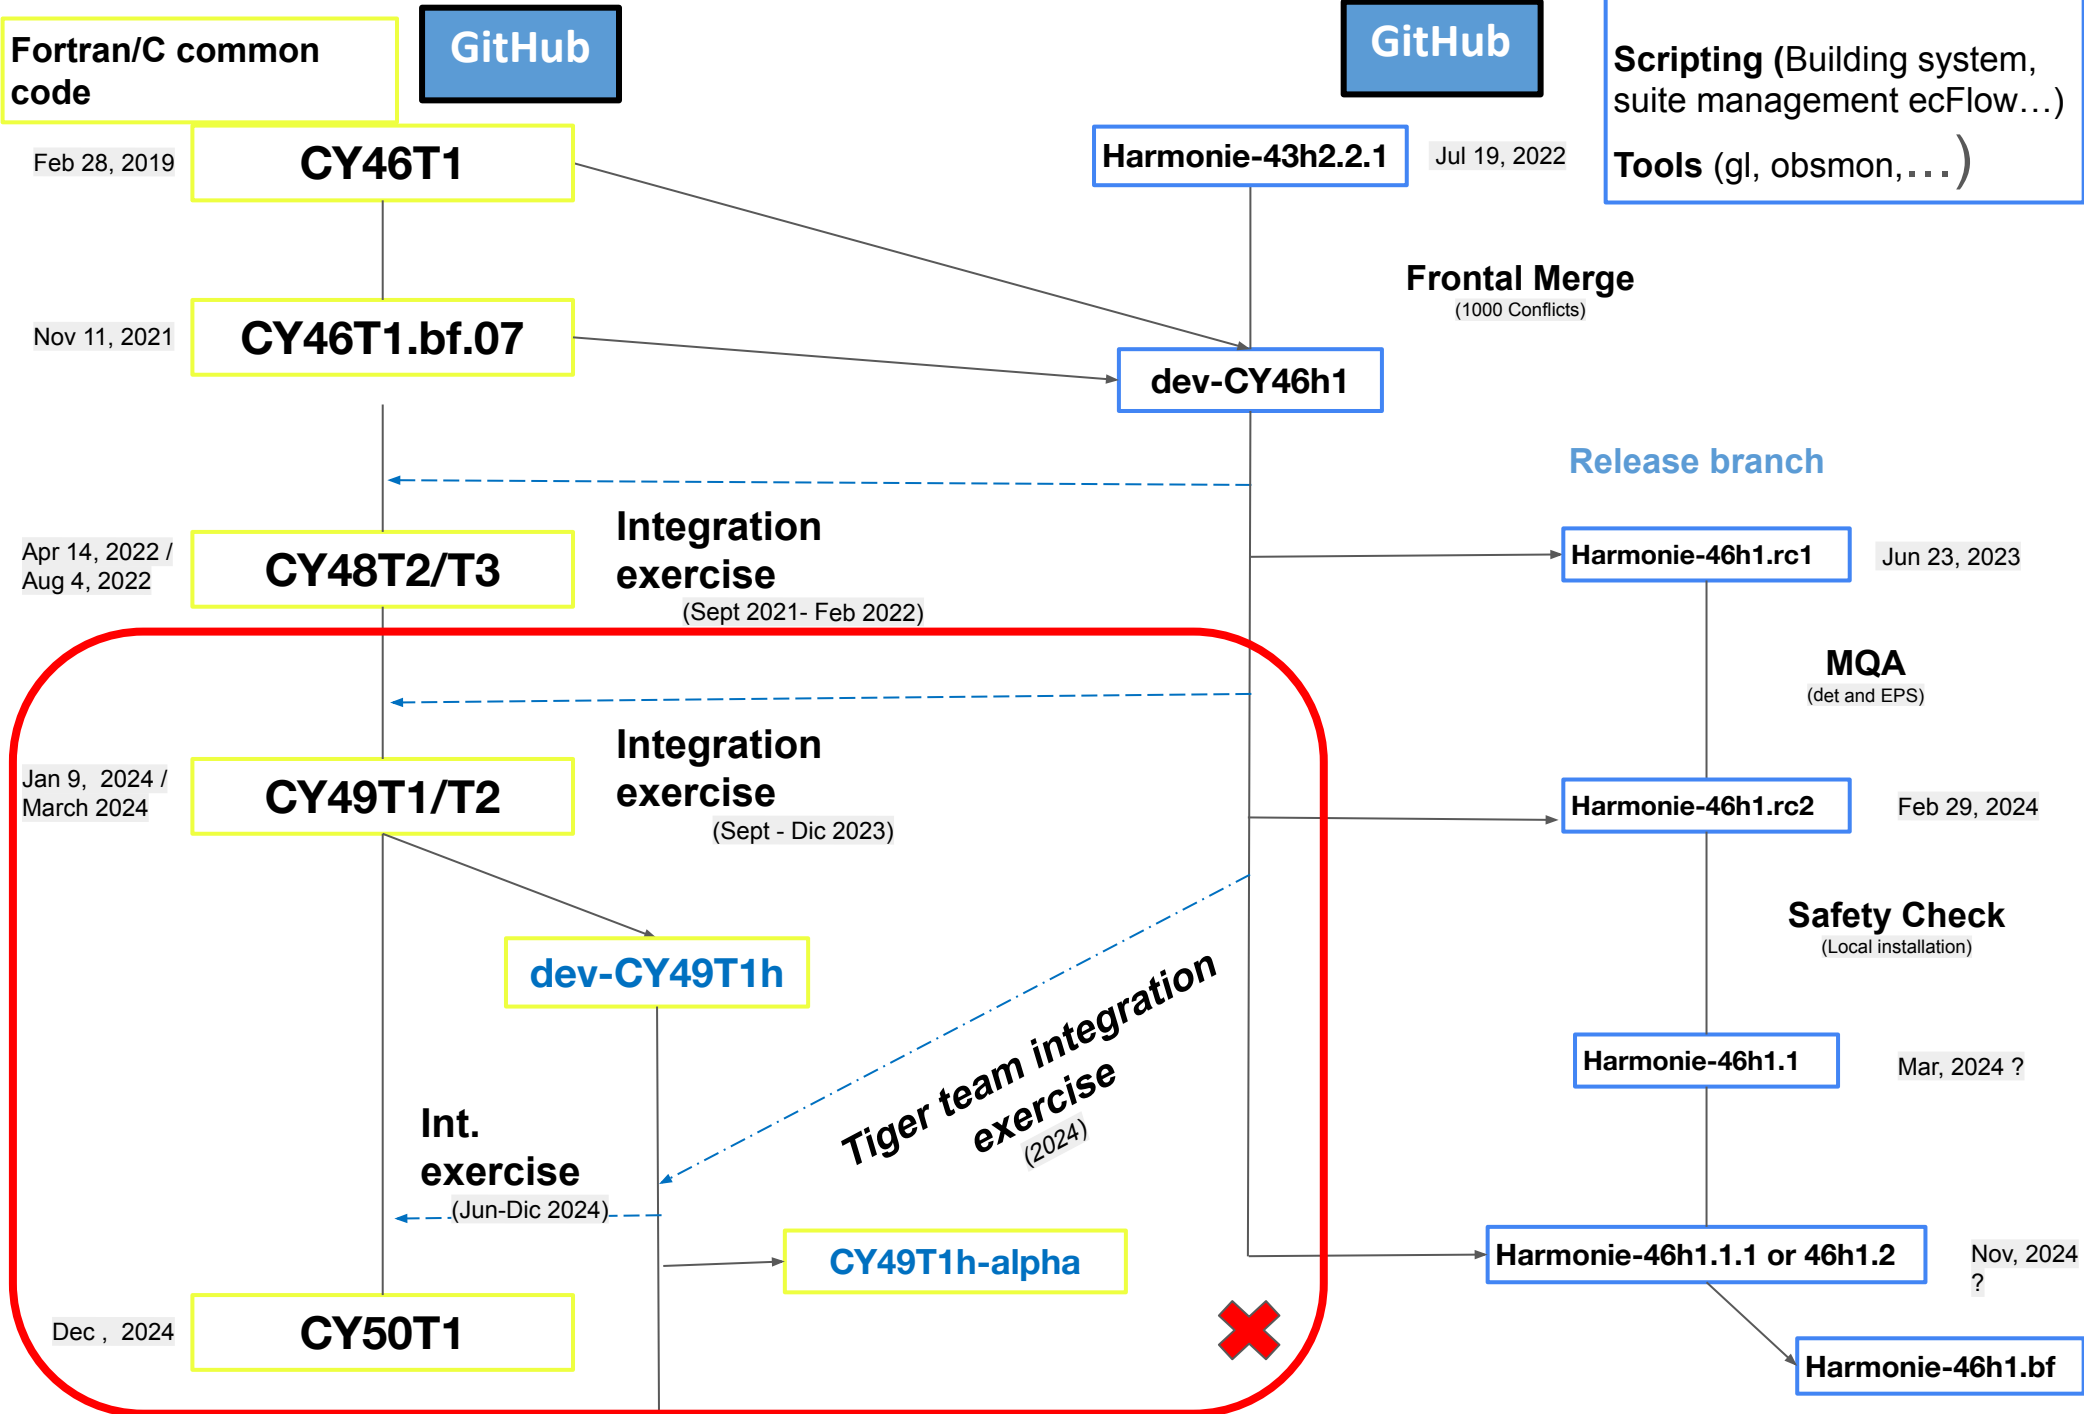 Fortran/C common
code
GitHub
GitHub
Scripting (Building system,
suite management ecFlow…)
Tools (gl, obsmon,…)
Feb 28, 2019
CY46T1
Harmonie-43h2.2.1
Jul 19, 2022
Frontal Merge
(1000 Conflicts)
Nov 11, 2021
CY46T1.bf.07
dev-CY46h1
Release branch
Integration
exercise
(Sept 2021- Feb 2022)
Apr 14, 2022 /
Aug 4, 2022
CY48T2/T3
Harmonie-46h1.rc1
Jun 23, 2023
MQA
(det and EPS)
Integration
exercise
(Sept - Dic 2023)
Jan 9, 2024 /
March 2024
CY49T1/T2
Harmonie-46h1.rc2
Feb 29, 2024
Safety Check
(Local installation)
dev-CY49T1h
Tiger team integration
exercise
(2024)
Harmonie-46h1.1
Mar, 2024 ?
Int.
exercise
(Jun-Dic 2024)
CY49T1h-alpha
Harmonie-46h1.1.1 or 46h1.2
Nov, 2024
?
Dec , 2024
CY50T1
Harmonie-46h1.bf